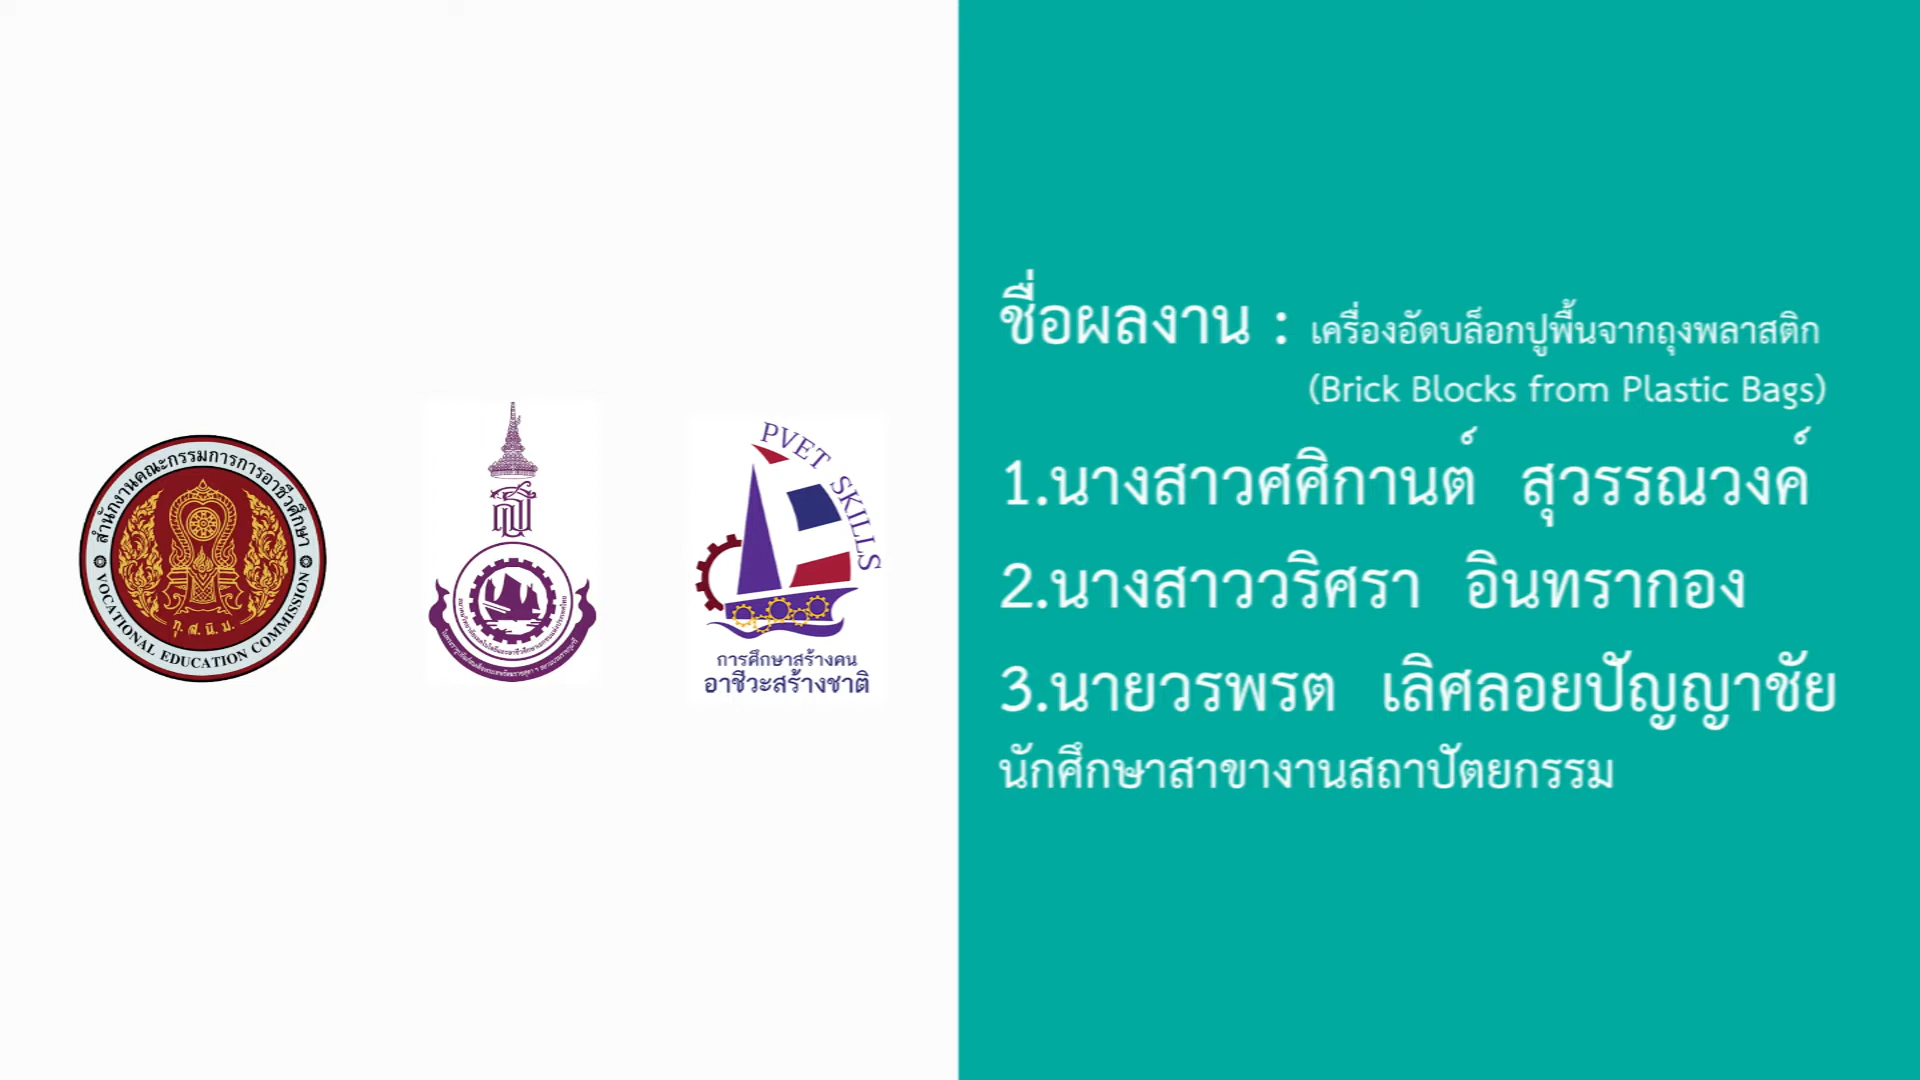 สำนักงานคณะกรรมการการอาชีวศึกษา
ทุ. ส. นิ. ม.
VOCATIONAL EDUCATION COMMISSION
PVET SKILLS
การศึกษาสร้างคน
อาชีวะสร้างชาติ
ชื่อผลงาน : เครื่องอัดบล็อกปูพื้นจากถุงพลาสติก
(Brick Blocks from Plastic Bags)
1.นางสาวศศิกานต์ สุวรรณวงค์
2.นางสาววริศรา อินทรากอง
3.นายวรพรต เลิศลอยปัญญาชัย
นักศึกษาสาขางานสถาปัตยกรรม